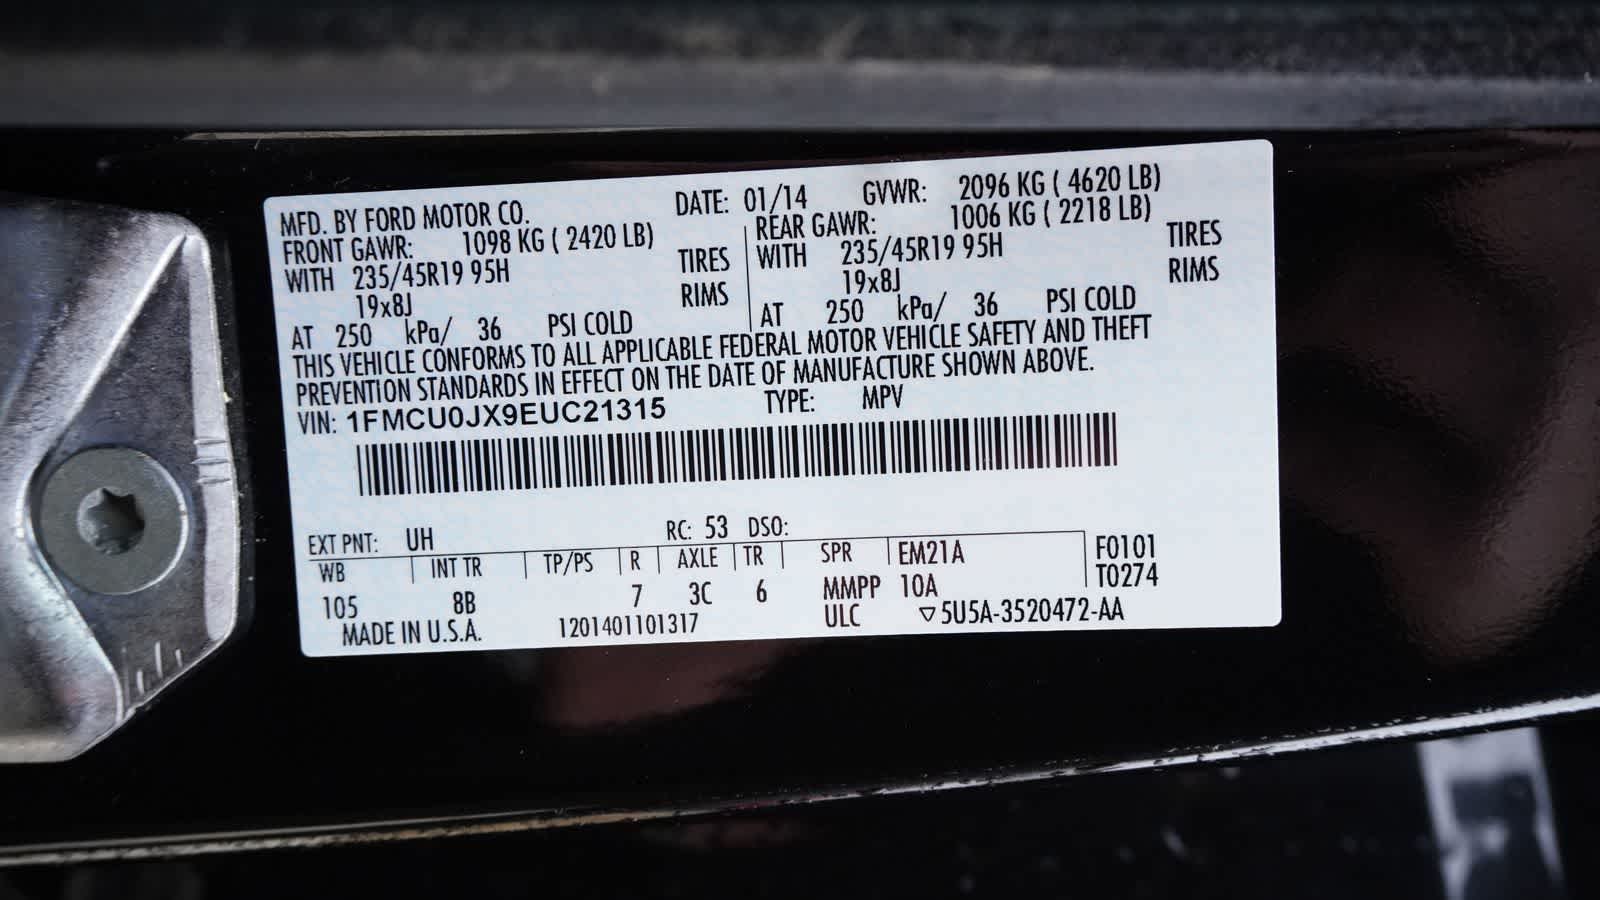 MFD. BY FORD MOTOR CO. DATE: 01/14 GVWR: 2096 KG ( 4620 LB)
FRONT GAWR: 1098 KG ( 2420 LB) REAR GAWR: 1006 KG ( 2218 LB)
WITH 235/45R19 95H TIRES WITH 235/45R19 95H TIRES
19x8J RIMS 19x8J RIMS
AT 250 kPa/ 36 PSI COLD AT 250 kPa/ 36 PSI COLD
THIS VEHICLE CONFORMS TO ALL APPLICABLE FEDERAL MOTOR VEHICLE SAFETY AND THEFT
PREVENTION STANDARDS IN EFFECT ON THE DATE OF MANUFACTURE SHOWN ABOVE.
VIN: 1FMCU0JX9EUC21315 TYPE: MPV
EXT PNT: UH RC: 53 DSO:
WB INT TR TP/PS R AXLE TR SPR EM21A F0101
105 8B 7 3C 6 MMPP 10A T0274
MADE IN U.S.A. 1201401101317 ULC ▽5U5A-3520472-AA